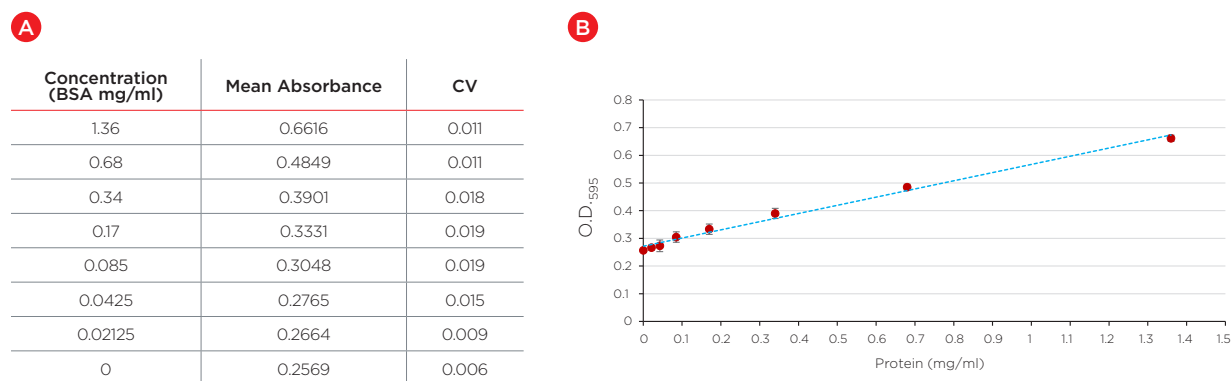 A
Concentration
(BSA mg/ml)
Mean Absorbance
CV
1.36 0.6616 0.011
0.68 0.4849 0.011
0.34 0.3901 0.018
0.17 0.3331 0.019
0.085 0.3048 0.019
0.0425 0.2765 0.015
0.02125 0.2664 0.009
0 0.2569 0.006
B
O.D.595
0.8
0.7
0.6
0.5
0.4
0.3
0.2
0.1
0
0 0.1 0.2 0.3 0.4 0.5 0.6 0.7 0.8 0.9 1 1.1 1.2 1.3 1.4 1.5
Protein (mg/ml)